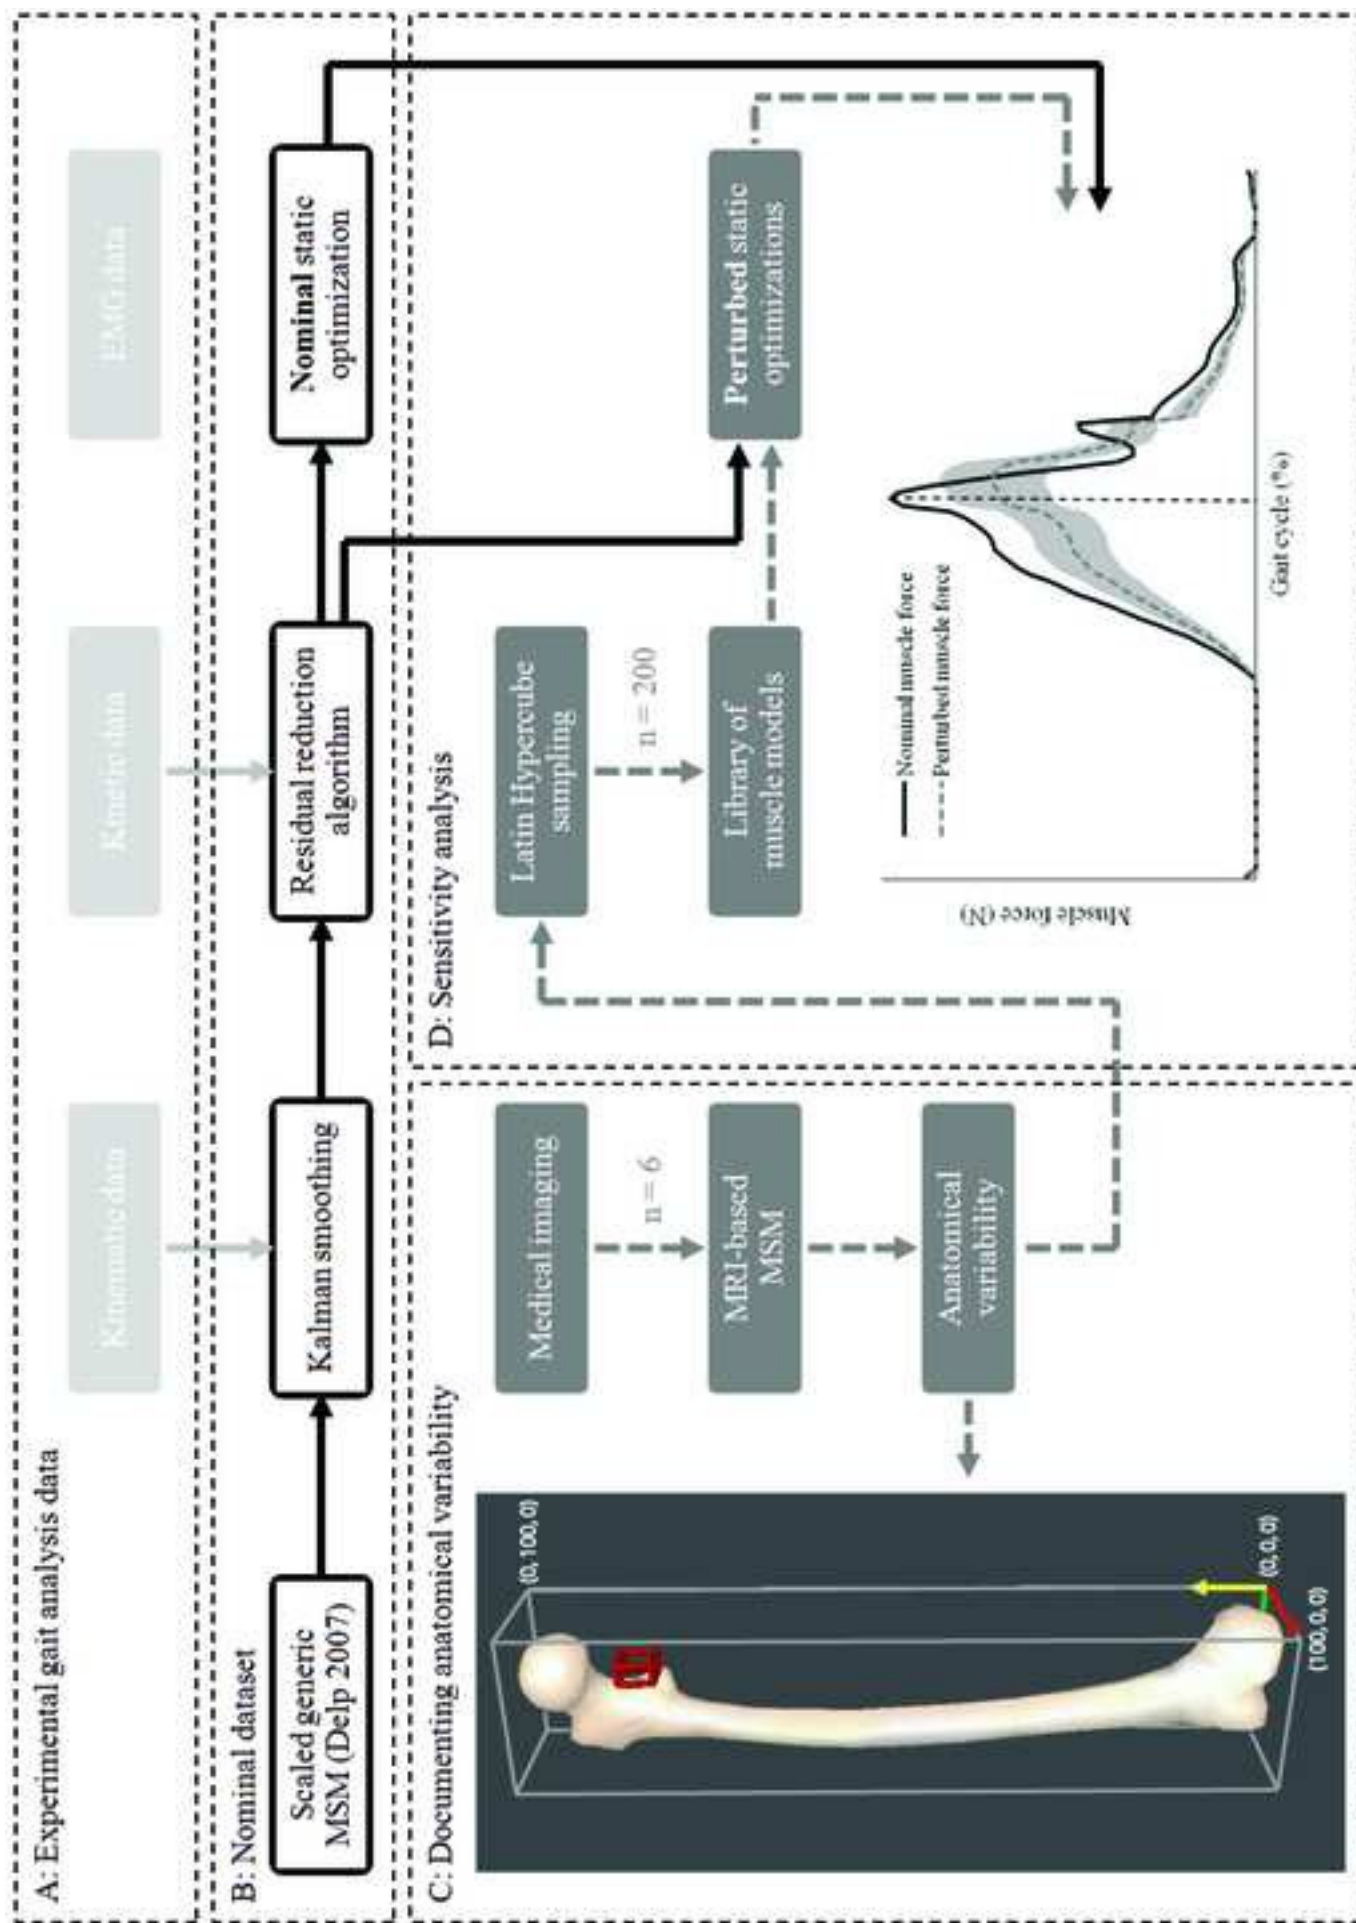 A: Experimental gait analysis data
Kinematic data
Kinetic data
EMG data
B: Nominal dataset
Scaled generic
MSM (Delp 2007)
Kalman smoothing
Residual reduction
algorithm
Nominal static
optimization
C: Documenting anatomical variability
(0,100,0)
(0,0,0)
(100,0,0)
Medical imaging
n = 6
MRI-based
MSM
Anatomical
variability
D: Sensitivity analysis
Latin Hypercube
sampling
n = 200
Library of
muscle models
Perturbed static
optimizations
Muscle force (N)
Nominal muscle force
Perturbed muscle force
Gait cycle (%)